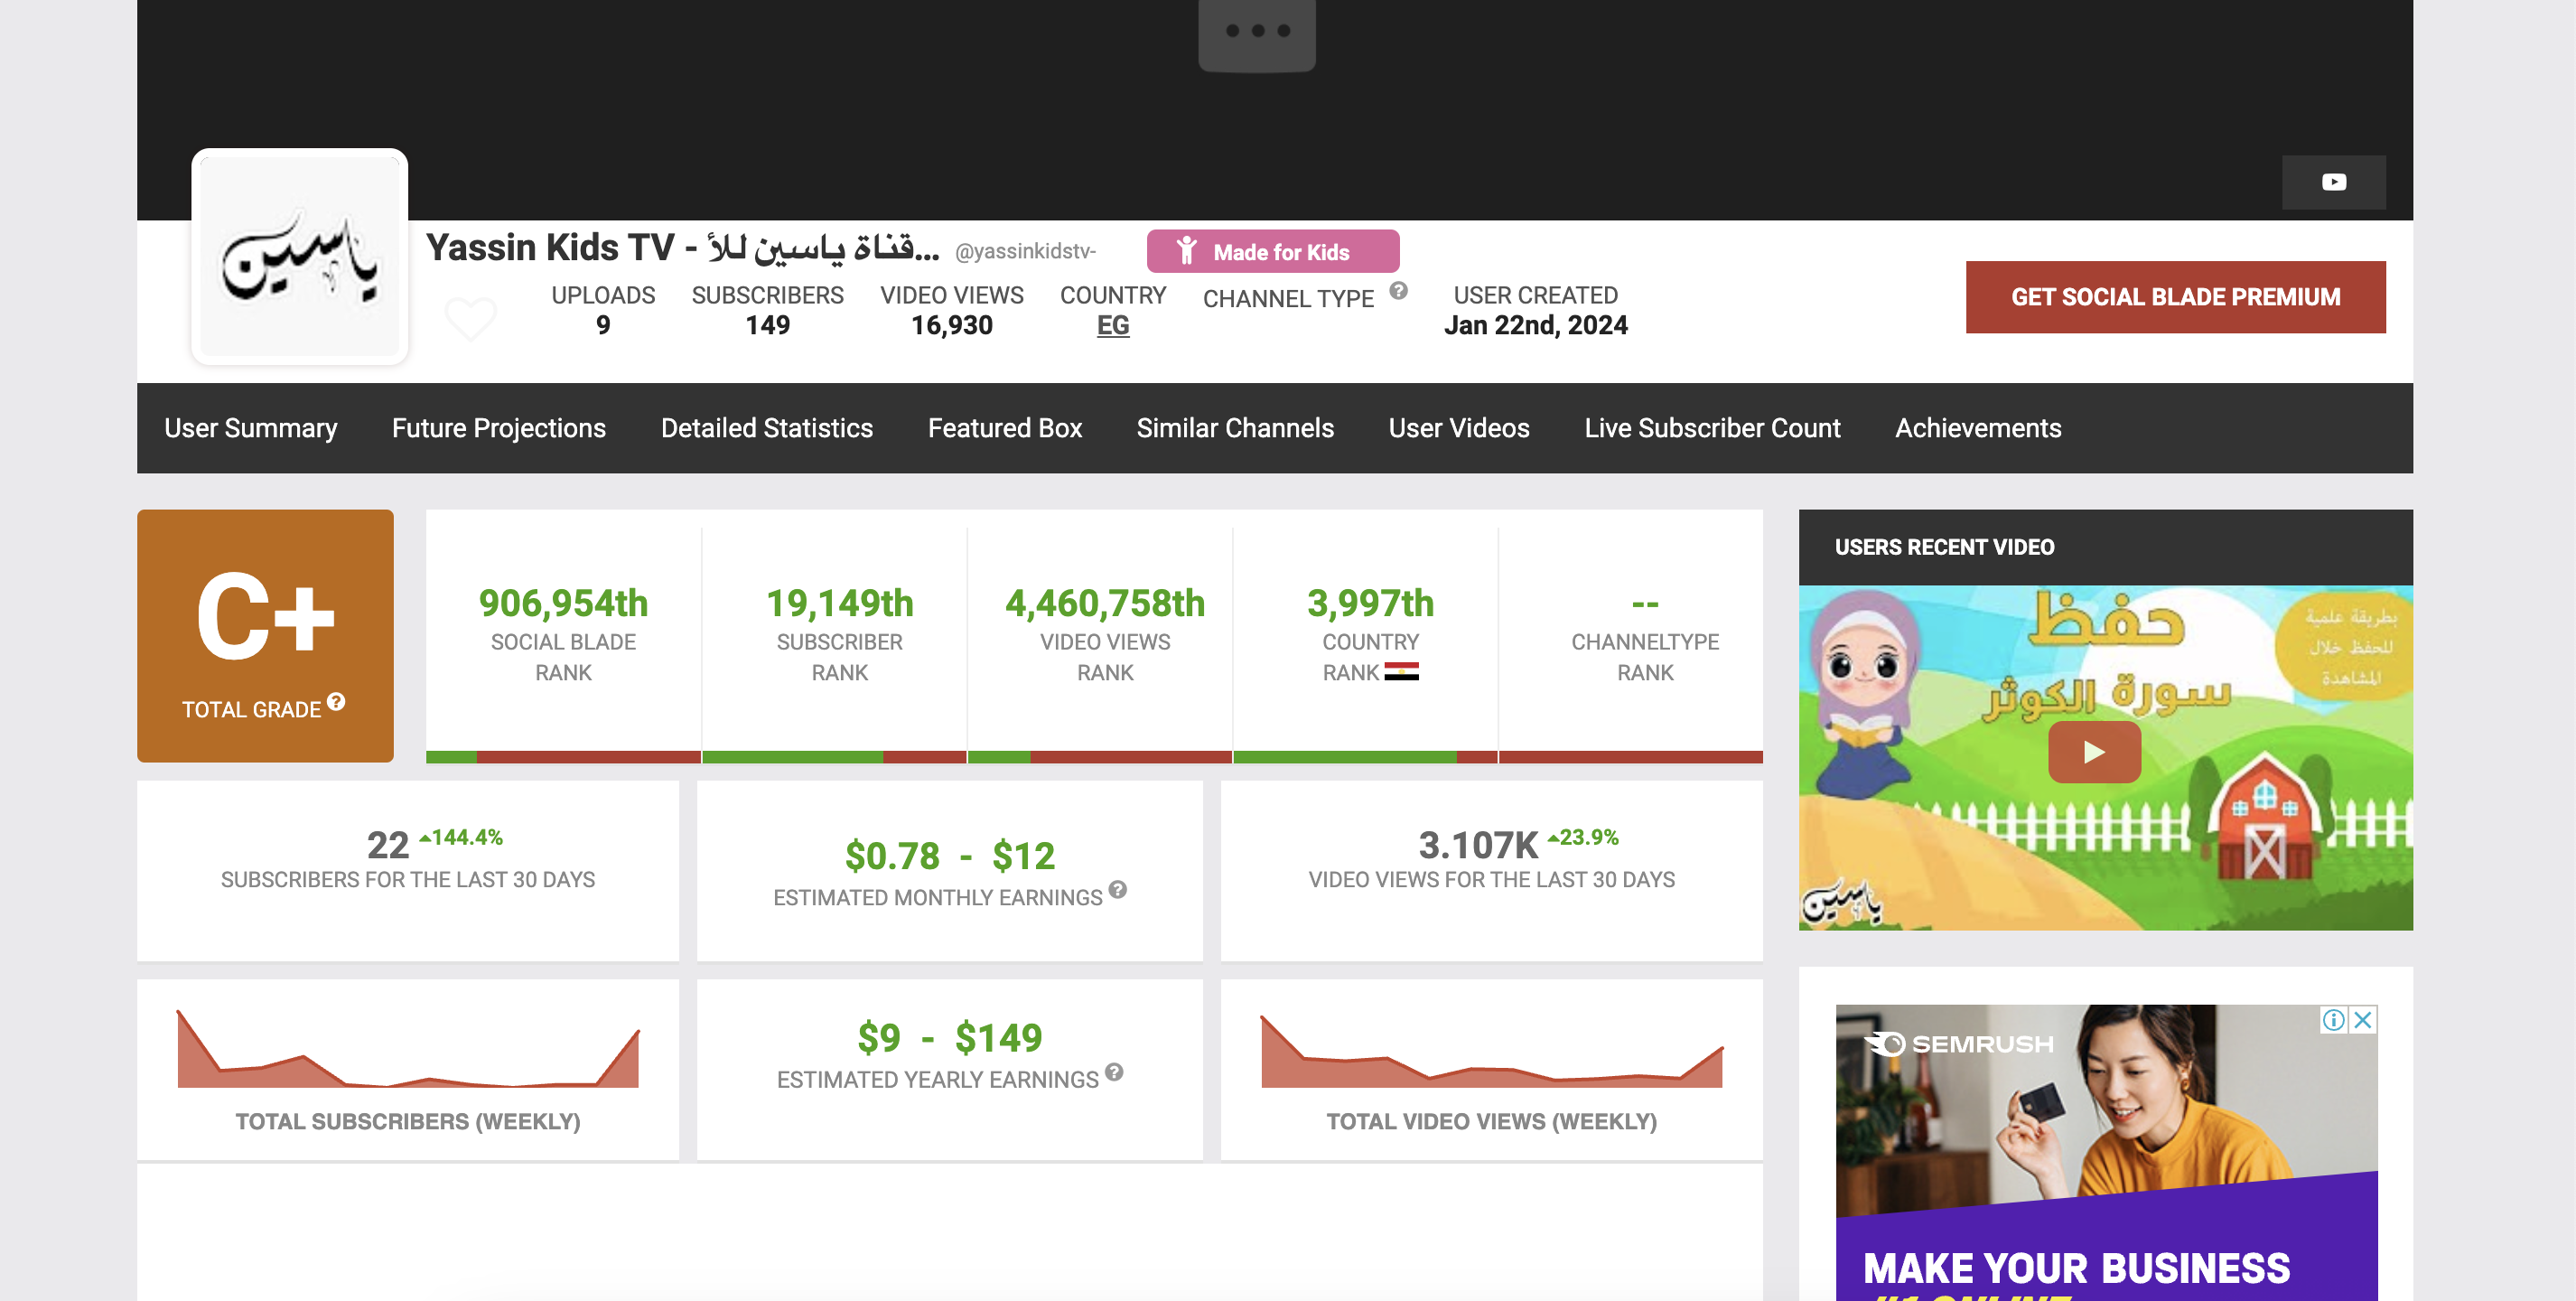 Yassin Kids TV - قناة ياسين للأ...
@yassinkidstv-
Made for Kids
UPLOADS
9
SUBSCRIBERS
149
VIDEO VIEWS
16,930
COUNTRY
EG
CHANNEL TYPE
USER CREATED
Jan 22nd, 2024
GET SOCIAL BLADE PREMIUM
ياسين
User Summary
Future Projections
Detailed Statistics
Featured Box
Similar Channels
User Videos
Live Subscriber Count
Achievements
C+
TOTAL GRADE
906,954th
SOCIAL BLADE
RANK
19,149th
SUBSCRIBER
RANK
4,460,758th
VIDEO VIEWS
RANK
3,997th
COUNTRY
RANK
--
CHANNELTYPE
RANK
USERS RECENT VIDEO
حفظ
سورة الكوثر
بطريقة علمية
للحفظ خلال
المشاهدة
ياسين
22 144.4%
SUBSCRIBERS FOR THE LAST 30 DAYS
$0.78 - $12
ESTIMATED MONTHLY EARNINGS
3.107K 23.9%
VIDEO VIEWS FOR THE LAST 30 DAYS
TOTAL SUBSCRIBERS (WEEKLY)
$9 - $149
ESTIMATED YEARLY EARNINGS
TOTAL VIDEO VIEWS (WEEKLY)
SEMRUSH
MAKE YOUR BUSINESS
#1 ONLINE